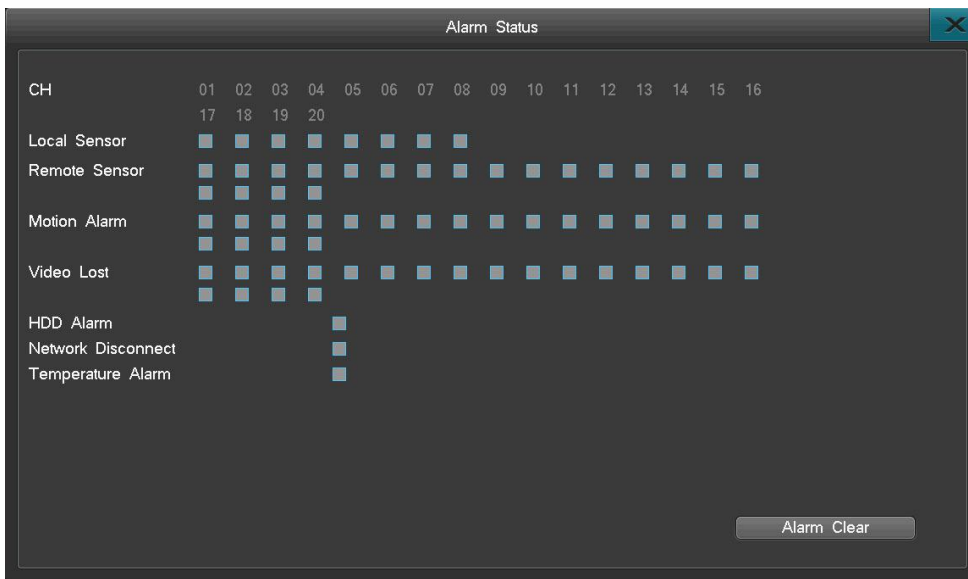 Alarm Status
CH 01 02 03 04 05 06 07 08 09 10 11 12 13 14 15 16
17 18 19 20
Local Sensor
Remote Sensor
Motion Alarm
Video Lost
HDD Alarm
Network Disconnect
Temperature Alarm
Alarm Clear